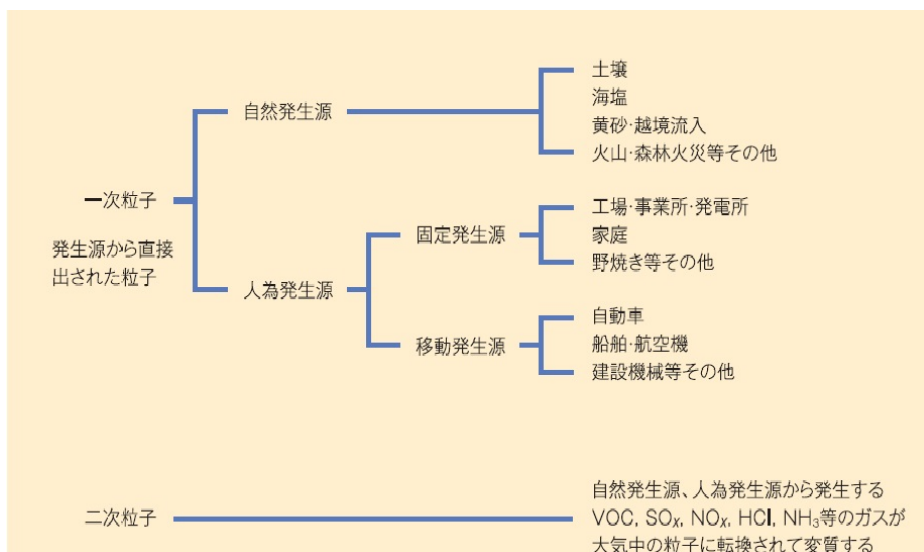 土壌
海塩
自然発生源
黄砂・越境流入
火山・森林火災等その他
一次粒子
発生源から直接
出された粒子
工場・事業所・発電所
固定発生源
家庭
野焼き等その他
人為発生源
自動車
移動発生源
船舶・航空機
建設機械等その他
二次粒子
自然発生源、人為発生源から発生する
VOC, SOx, NOx, HCl, NH₃等のガスが
大気中の粒子に転換されて変質する